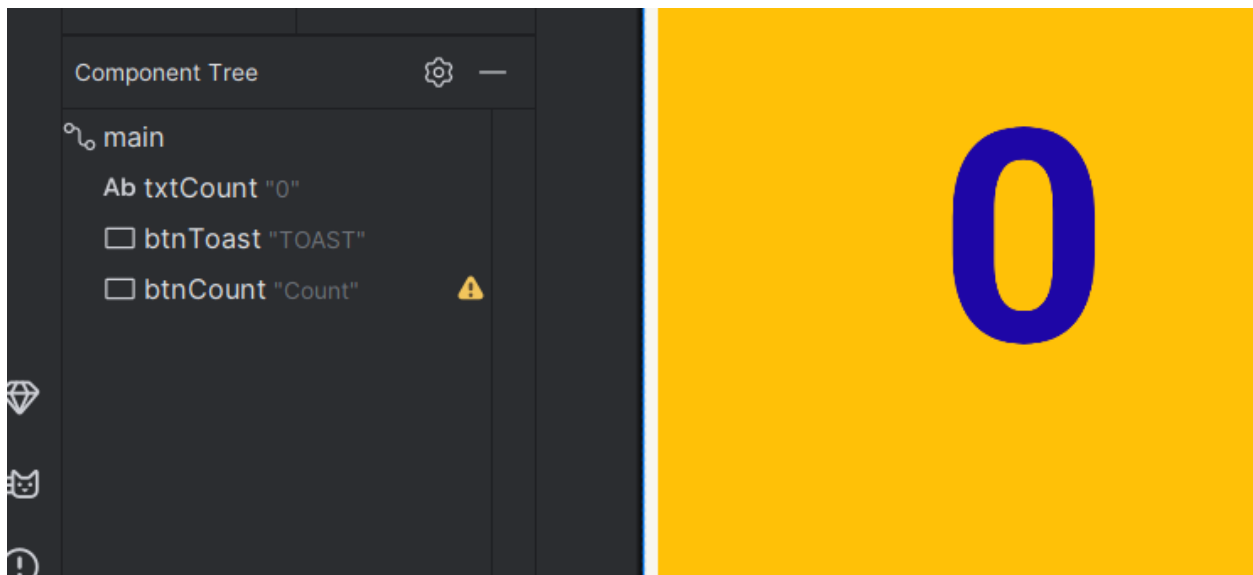 Component Tree
main
Ab txtCount "0"
btnToast "TOAST"
btnCount "Count"
0